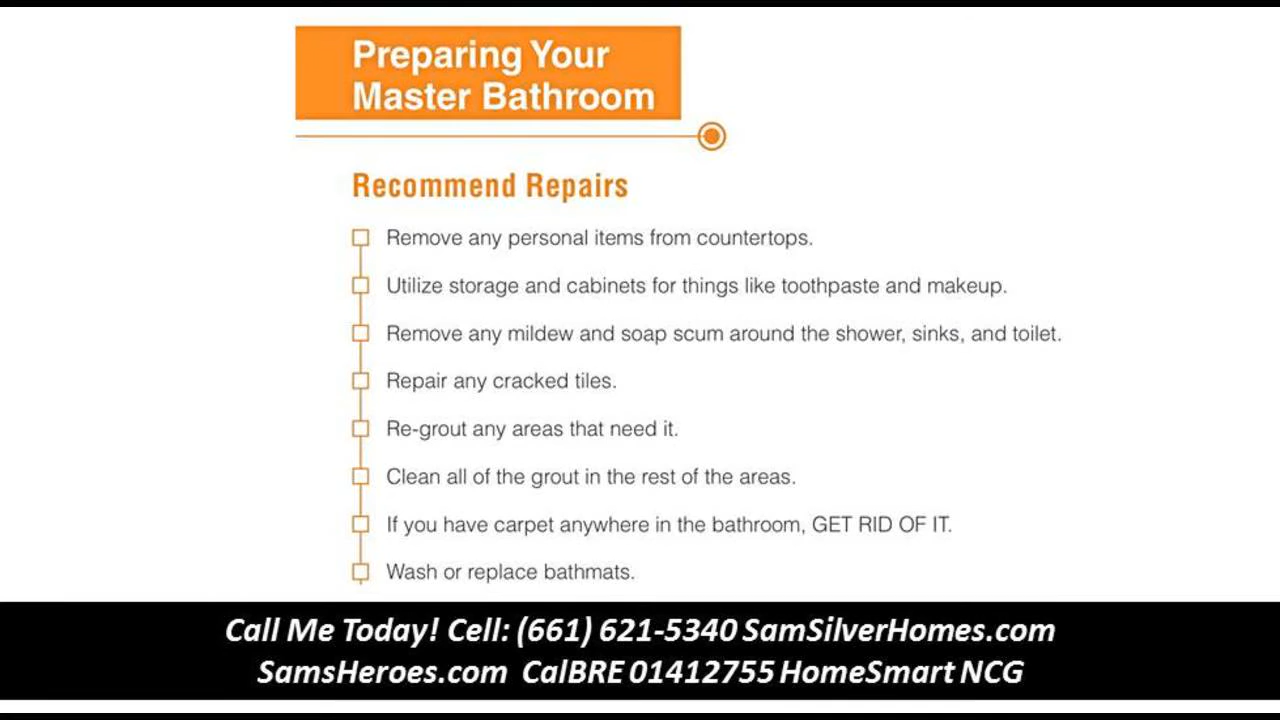 Preparing Your
Master Bathroom
Recommend Repairs
Remove any personal items from countertops.
Utilize storage and cabinets for things like toothpaste and makeup.
Remove any mildew and soap scum around the shower, sinks, and toilet.
Repair any cracked tiles.
Re-grout any areas that need it.
Clean all of the grout in the rest of the areas.
If you have carpet anywhere in the bathroom, GET RID OF IT.
Wash or replace bathmats.
Call Me Today! Cell: (661) 621-5340 SamSilverHomes.com
SamsHeroes.com CalBRE 01412755 HomeSmart NCG